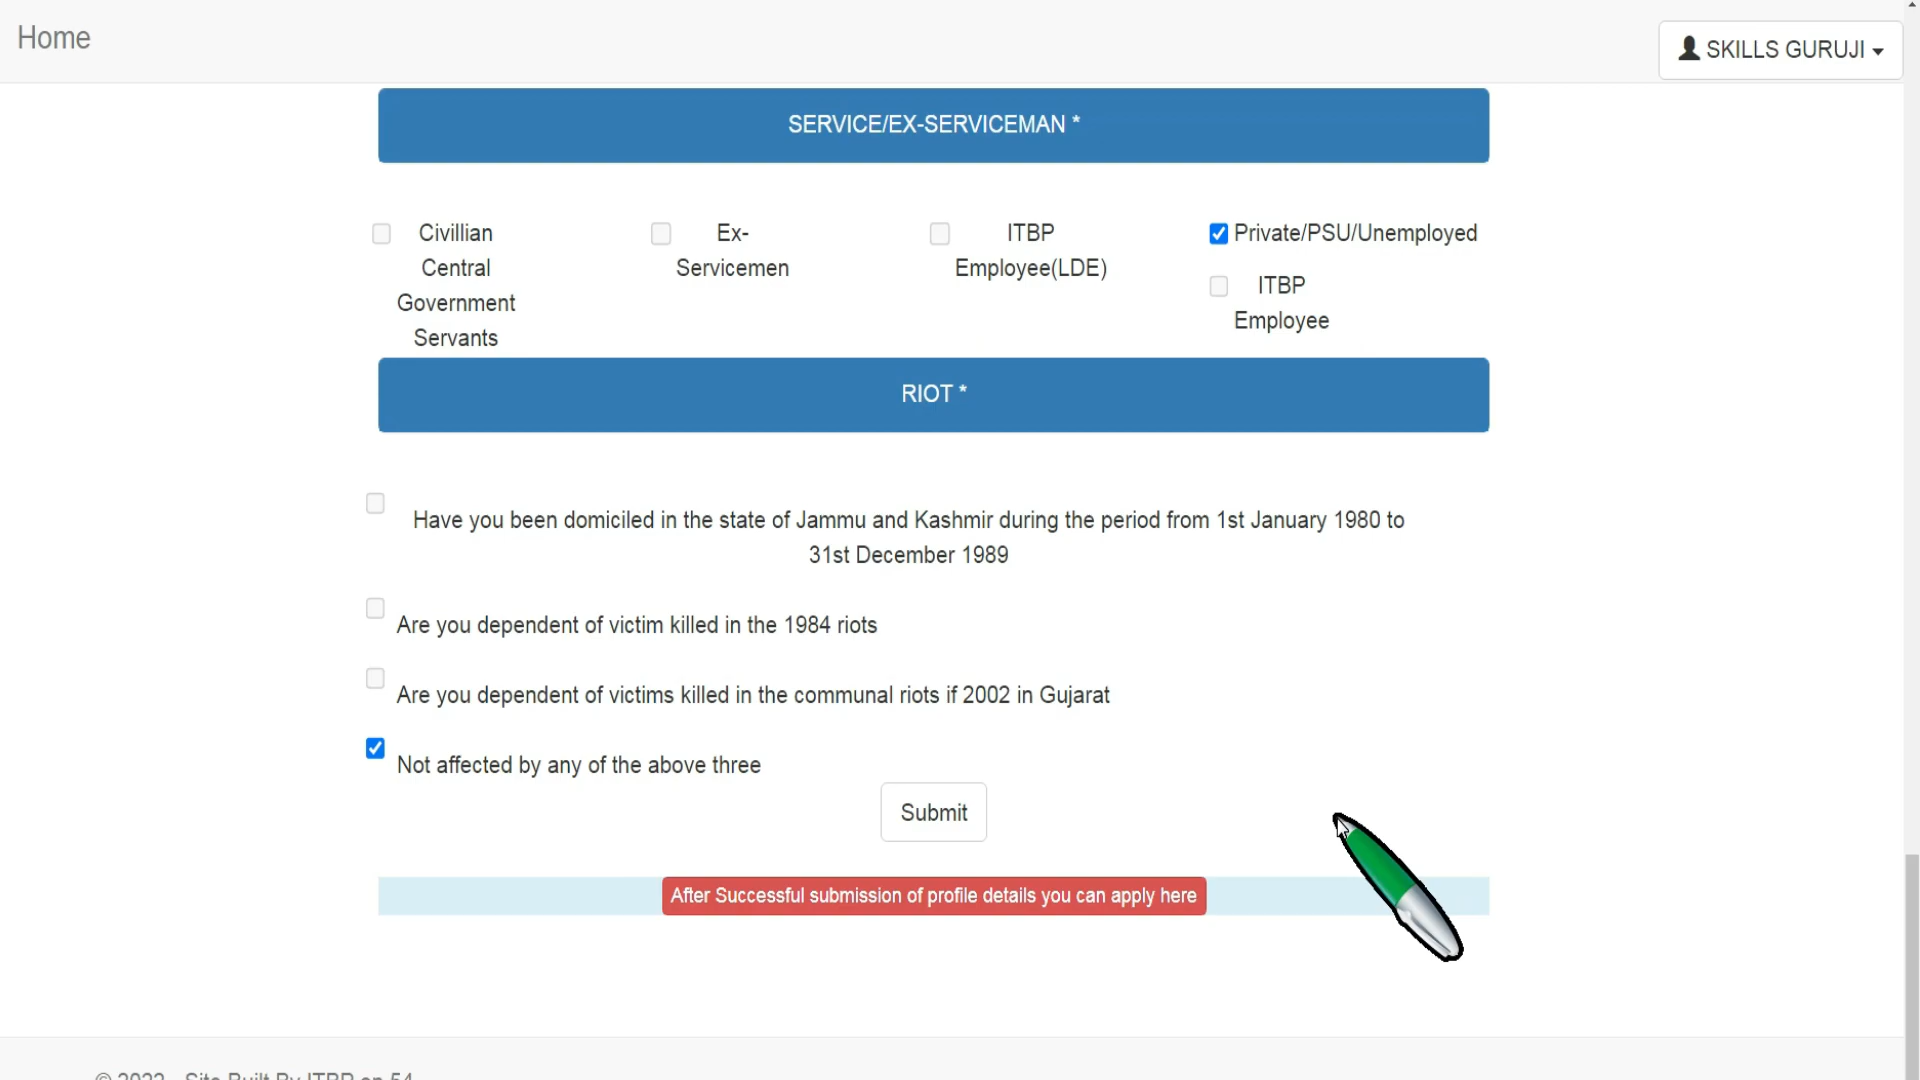 Home
SKILLS GURUJI
SERVICE/EX-SERVICEMAN *
Civillian
Central
Government
Servants
Ex-
Servicemen
ITBP
Employee(LDE)
Private/PSU/Unemployed
ITBP
Employee
RIOT *
Have you been domiciled in the state of Jammu and Kashmir during the period from 1st January 1980 to
31st December 1989
Are you dependent of victim killed in the 1984 riots
Are you dependent of victims killed in the communal riots if 2002 in Gujarat
Not affected by any of the above three
Submit
After Successful submission of profile details you can apply here
Site Built By ITBP